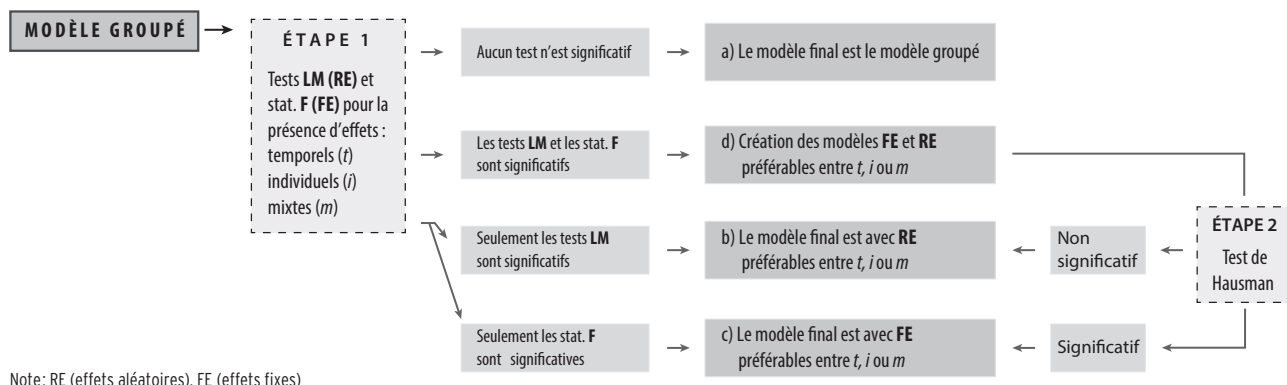 MODÈLE GROUPÉ
ÉTAPE 1
Tests LM (RE) et
stat. F (FE) pour la
présence d'effets :
temporels (t)
individuels (i)
mixtes (m)
Aucun test n'est significatif
a) Le modèle final est le modèle groupé
Les tests LM et les stat. F
sont significatifs
d) Création des modèles FE et RE
préférables entre t, i ou m
Seulement les tests LM
sont significatifs
b) Le modèle final est avec RE
préférables entre t, i ou m
Non
significatif
ÉTAPE 2
Test de
Hausman
Seulement les stat. F
sont significatives
c) Le modèle final est avec FE
préférables entre t, i ou m
Significatif
Note: RE (effets aléatoires), FE (effets fixes)